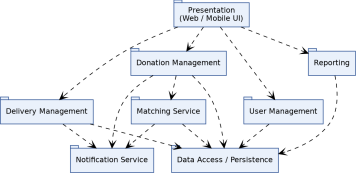 Presentation
(Web / Mobile UI)
Donation Management
Reporting
Delivery Management
Matching Service
User Management
Notification Service
Data Access / Persistence